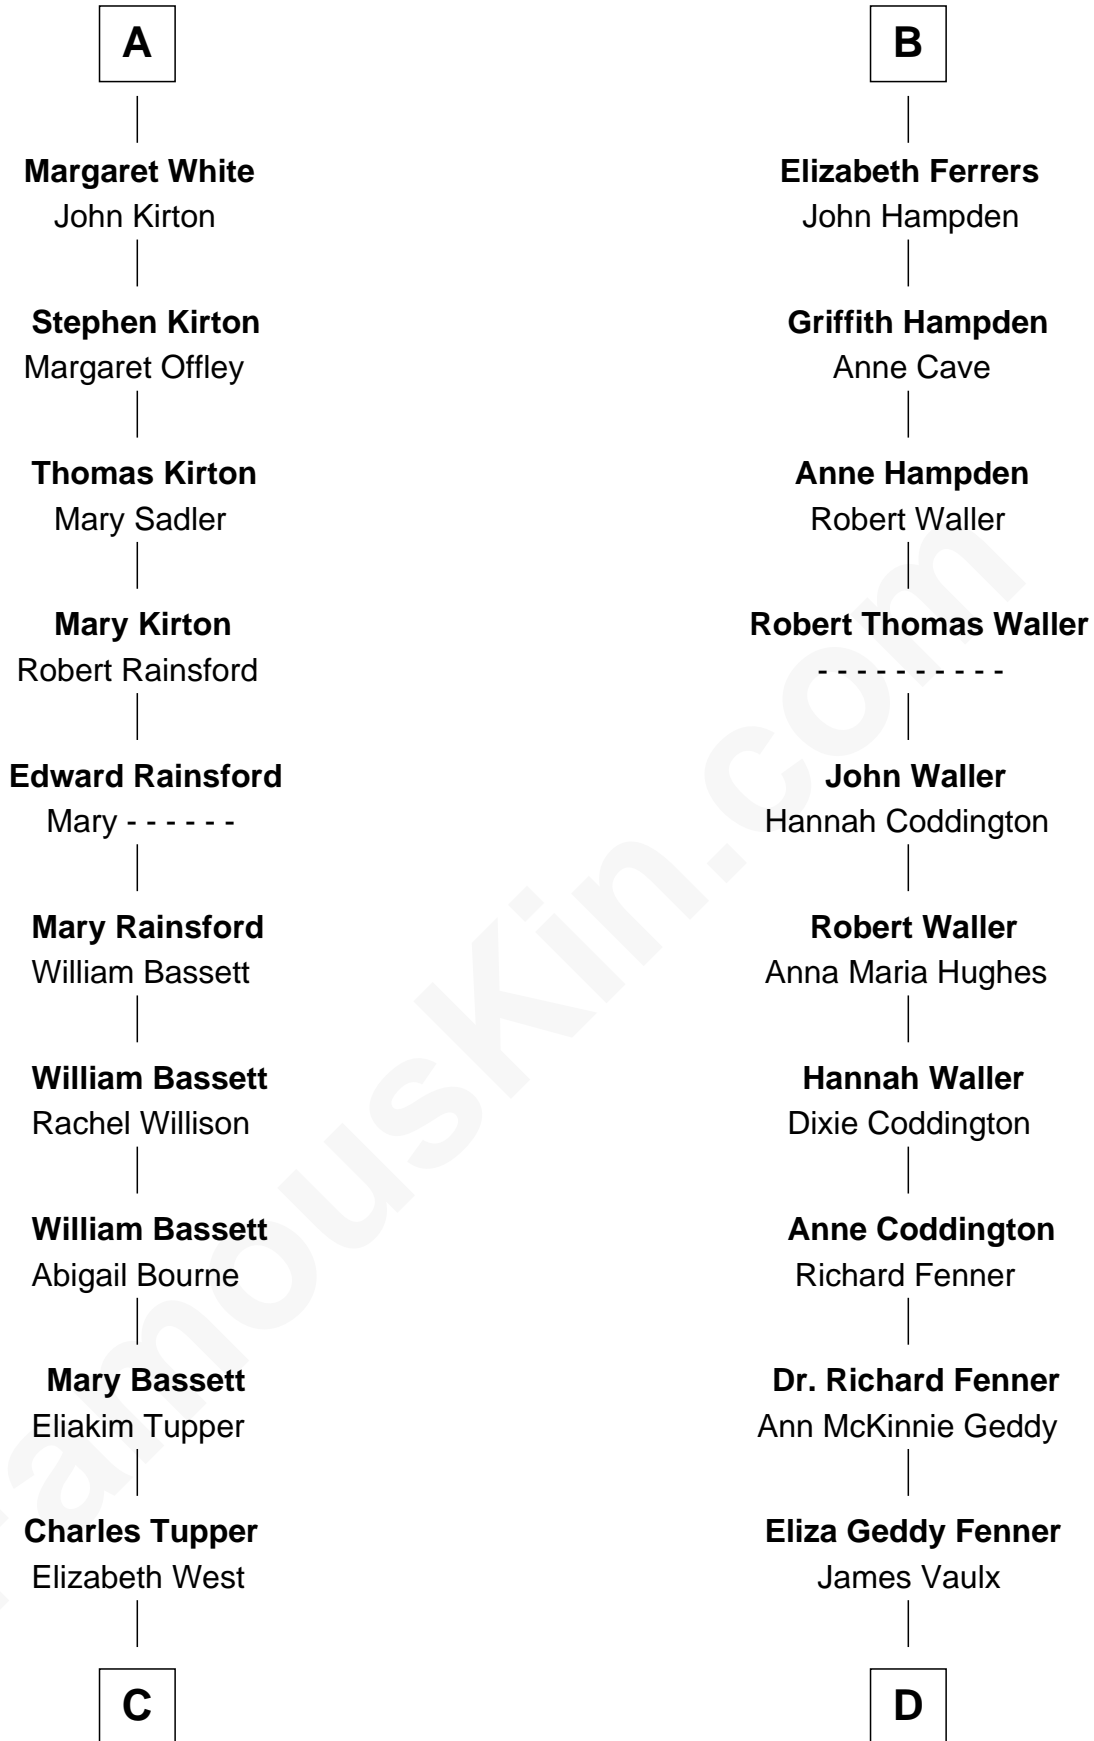 A
Margaret White
John Kirton
Stephen Kirton
Margaret Offley
Thomas Kirton
Mary Sadler
Mary Kirton
Robert Rainsford
Edward Rainsford
Mary - - - - - -
Mary Rainsford
William Bassett
William Bassett
Rachel Willison
William Bassett
Abigail Bourne
Mary Bassett
Eliakim Tupper
Charles Tupper
Elizabeth West
C
B
Elizabeth Ferrers
John Hampden
Griffith Hampden
Anne Cave
Anne Hampden
Robert Waller
Robert Thomas Waller
- - - - - - - - - -
John Waller
Hannah Coddington
Robert Waller
Anna Maria Hughes
Hannah Waller
Dixie Coddington
Anne Coddington
Richard Fenner
Dr. Richard Fenner
Ann McKinnie Geddy
Eliza Geddy Fenner
James Vaulx
D
FamousKin.com